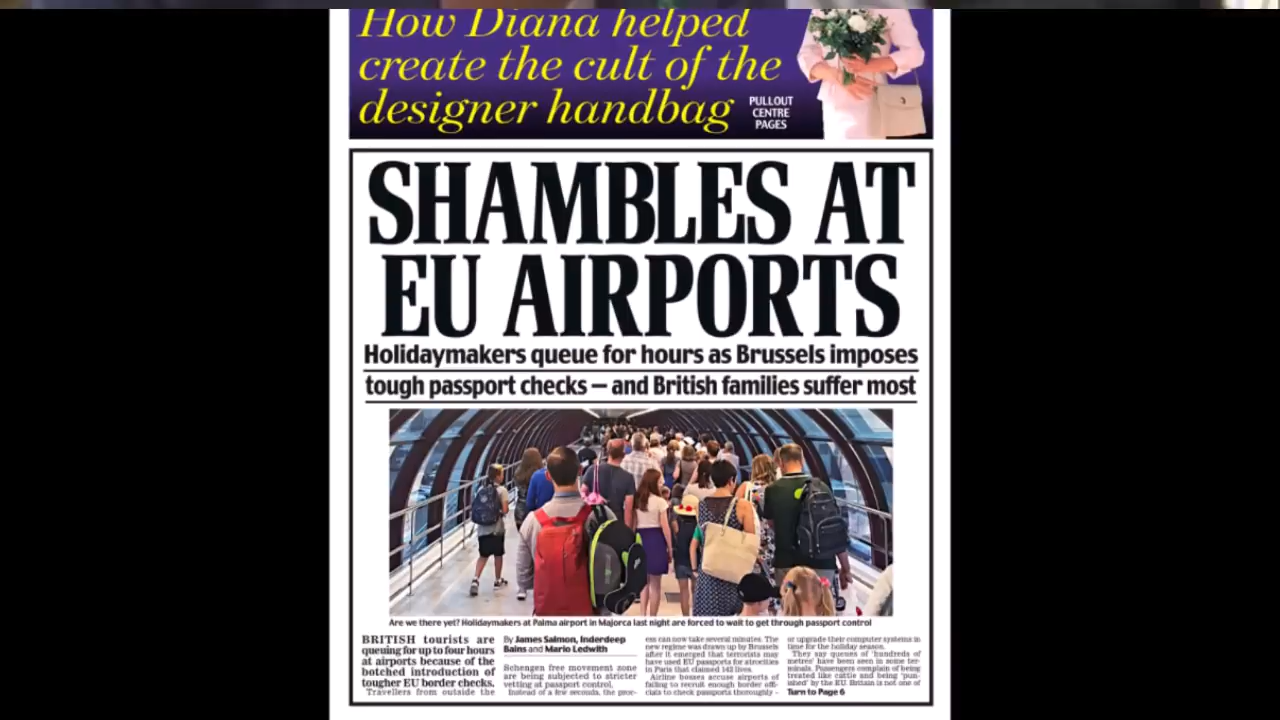 How Diana helped
create the cult of the
designer handbag
PULLOUT
CENTRE
PAGES
SHAMBLES AT
EU AIRPORTS
Holidaymakers queue for hours as Brussels imposes
tough passport checks – and British families suffer most
Are we there yet? Holidaymakers at Palma airport in Majorca last night are forced to wait to get through passport control
BRITISH tourists are
queuing for up to four hours
at airports because of the
botched introduction of
tougher EU border checks.
Travellers from outside the
By James Salmon, Inderdeep
Bains and Mario Ledwith
Schengen free movement zone
are being subjected to stricter
vetting at passport control.
Instead of a few seconds, the proc-
ess can now take several minutes. The
new regime was drawn up by Brussels
after it emerged that terrorists may
have used EU passports for atrocities
in Paris that claimed 142 lives.
Airline bosses accuse airports of
failing to recruit enough border offi-
cials to check passports thoroughly –
or upgrade their computer systems in
time for the holiday season.
They say queues of 'hundreds of
metres' have been seen in some ter-
minals. Passengers complain of being
treated like cattle and being 'pun-
ished' by the EU. Britain is not one of
Turn to Page 6